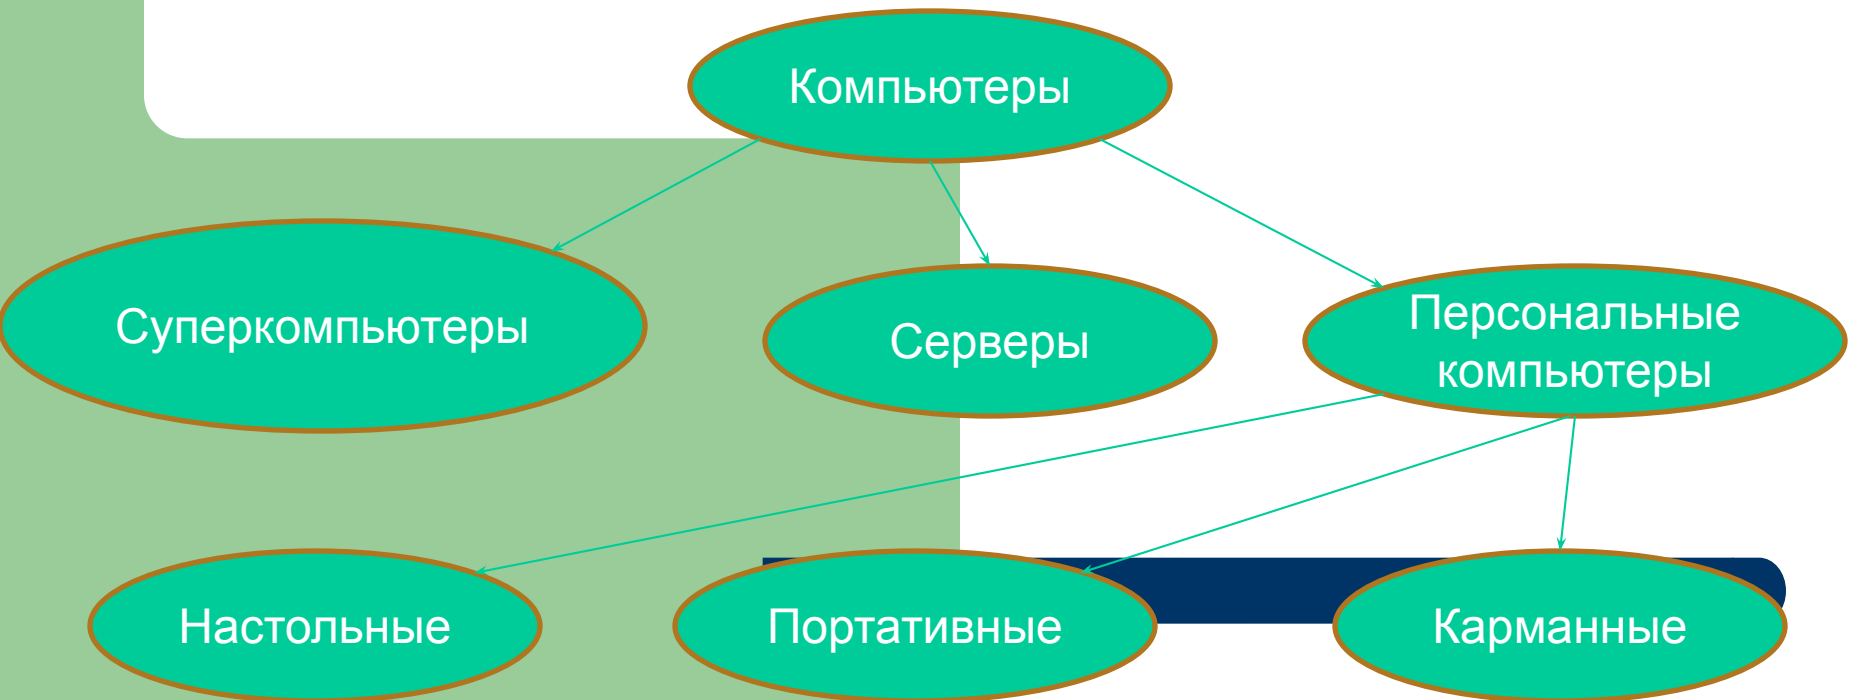 Компьютеры
Суперкомпьютеры
Серверы
Персональные
компьютеры
Настольные
Портативные
Карманные